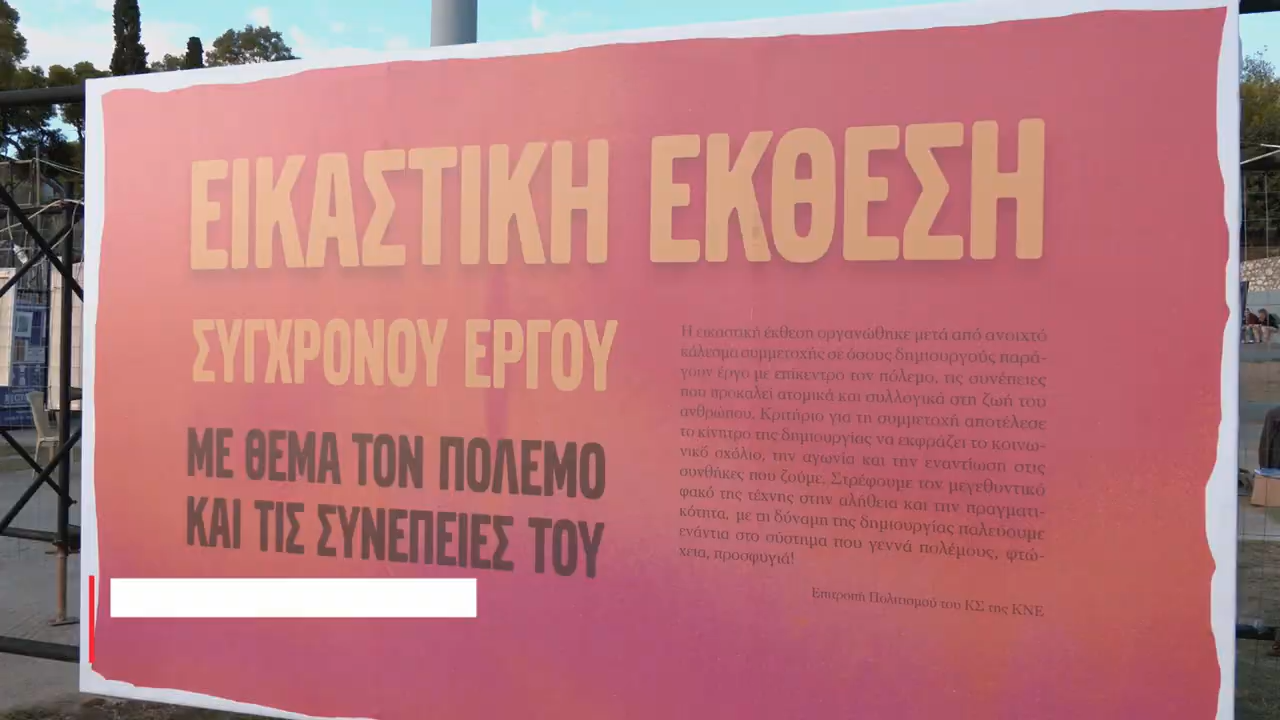 ΕΙΚΑΣΤΙΚΗ ΕΚΘΕΣΗ
ΣΥΓΧΡΟΝΟΥ ΕΡΓΟΥ
ΜΕ ΘΕΜΑ ΤΟΝ ΠΟΛΕΜΟ
ΚΑΙ ΤΙΣ ΣΥΝΕΠΕΙΕΣ ΤΟΥ
Η εικαστική έκθεση οργανώθηκε μετά από ανοιχτό
κάλεσμα συμμετοχής σε όσους δημιουργούς παρά-
γουν έργο με επίκεντρο τον πόλεμο, τις συνέπειες
που προκαλεί ατομικά και συλλογικά στη ζωή του
ανθρώπου. Κριτήριο για τη συμμετοχή αποτέλεσε
το κίνητρο της δημιουργίας να εκφράζει το κοινω-
νικό σχόλιο, την αγωνία και την εναντίωση στις
συνθήκες που ζούμε. Στρέφουμε τον μεγεθυντικό
φακό της τέχνης στην αλήθεια και την πραγματι-
κότητα, με τη δύναμη της δημιουργίας παλεύουμε
ενάντια στο σύστημα που γεννά πολέμους, φτώ-
χεια, προσφυγιά!
Επιτροπή Πολιτισμού του ΚΣ της ΚΝΕ